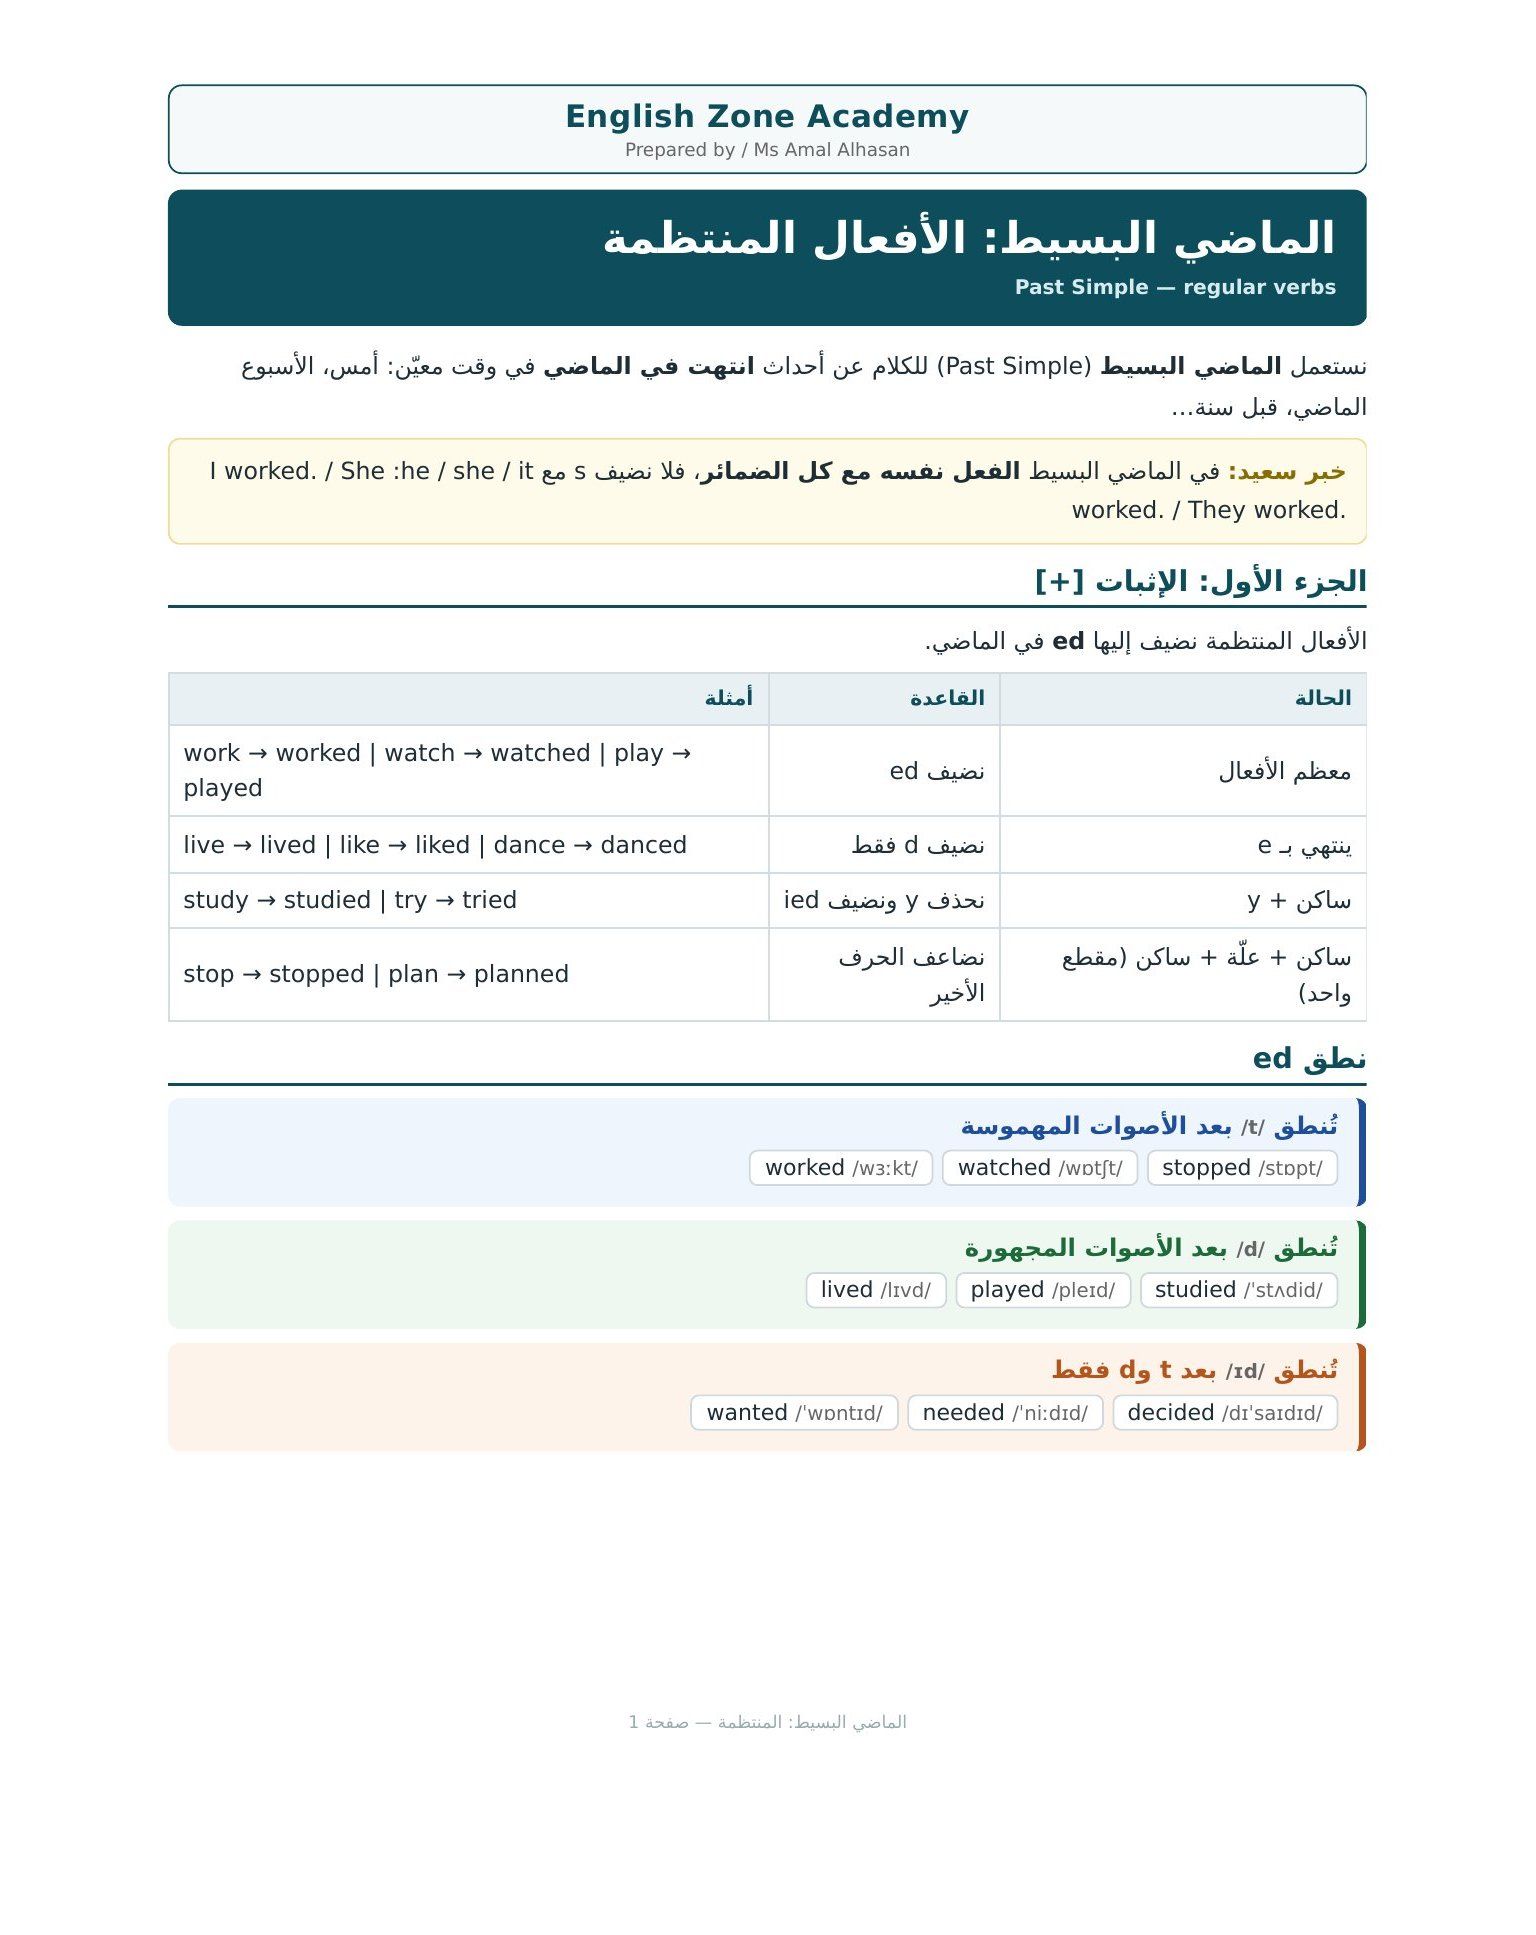 English Zone Academy
Prepared by / Ms Amal Alhasan
الماضي البسيط: الأفعال المنتظمة
Past Simple — regular verbs
نستعمل الماضي البسيط (Past Simple) للكلام عن أحداث انتهت في الماضي في وقت معيّن: أمس، الأسبوع
الماضي، قبل سنة...
خبر سعيد: في الماضي البسيط الفعل نفسه مع كل الضمائر، فلا نضيف s مع he / she / it: I worked. / She
worked. / They worked.
الجزء الأول: الإثبات [+]
الأفعال المنتظمة نضيف إليها ed في الماضي.
الحالة القاعدة أمثلة
معظم الأفعال نضيف ed work → worked | watch → watched | play →
played
ينتهي بـ e نضيف d فقط live → lived | like → liked | dance → danced
ساكن + y نحذف y ونضيف ied study → studied | try → tried
ساكن + علّة + ساكن (مقطع
واحد)
نضاعف الحرف
الأخير
stop → stopped | plan → planned
نطق ed
تُنطق /t/ بعد الأصوات المهموسة
worked /wɜːkt/ watched /wɒtʃt/ stopped /stɒpt/
تُنطق /d/ بعد الأصوات المجهورة
lived /lɪvd/ played /pleɪd/ studied /ˈstʌdid/
تُنطق /ɪd/ بعد t وd فقط
wanted /ˈwɒntɪd/ needed /ˈniːdɪd/ decided /dɪˈsaɪdɪd/
الماضي البسيط: المنتظمة — صفحة 1